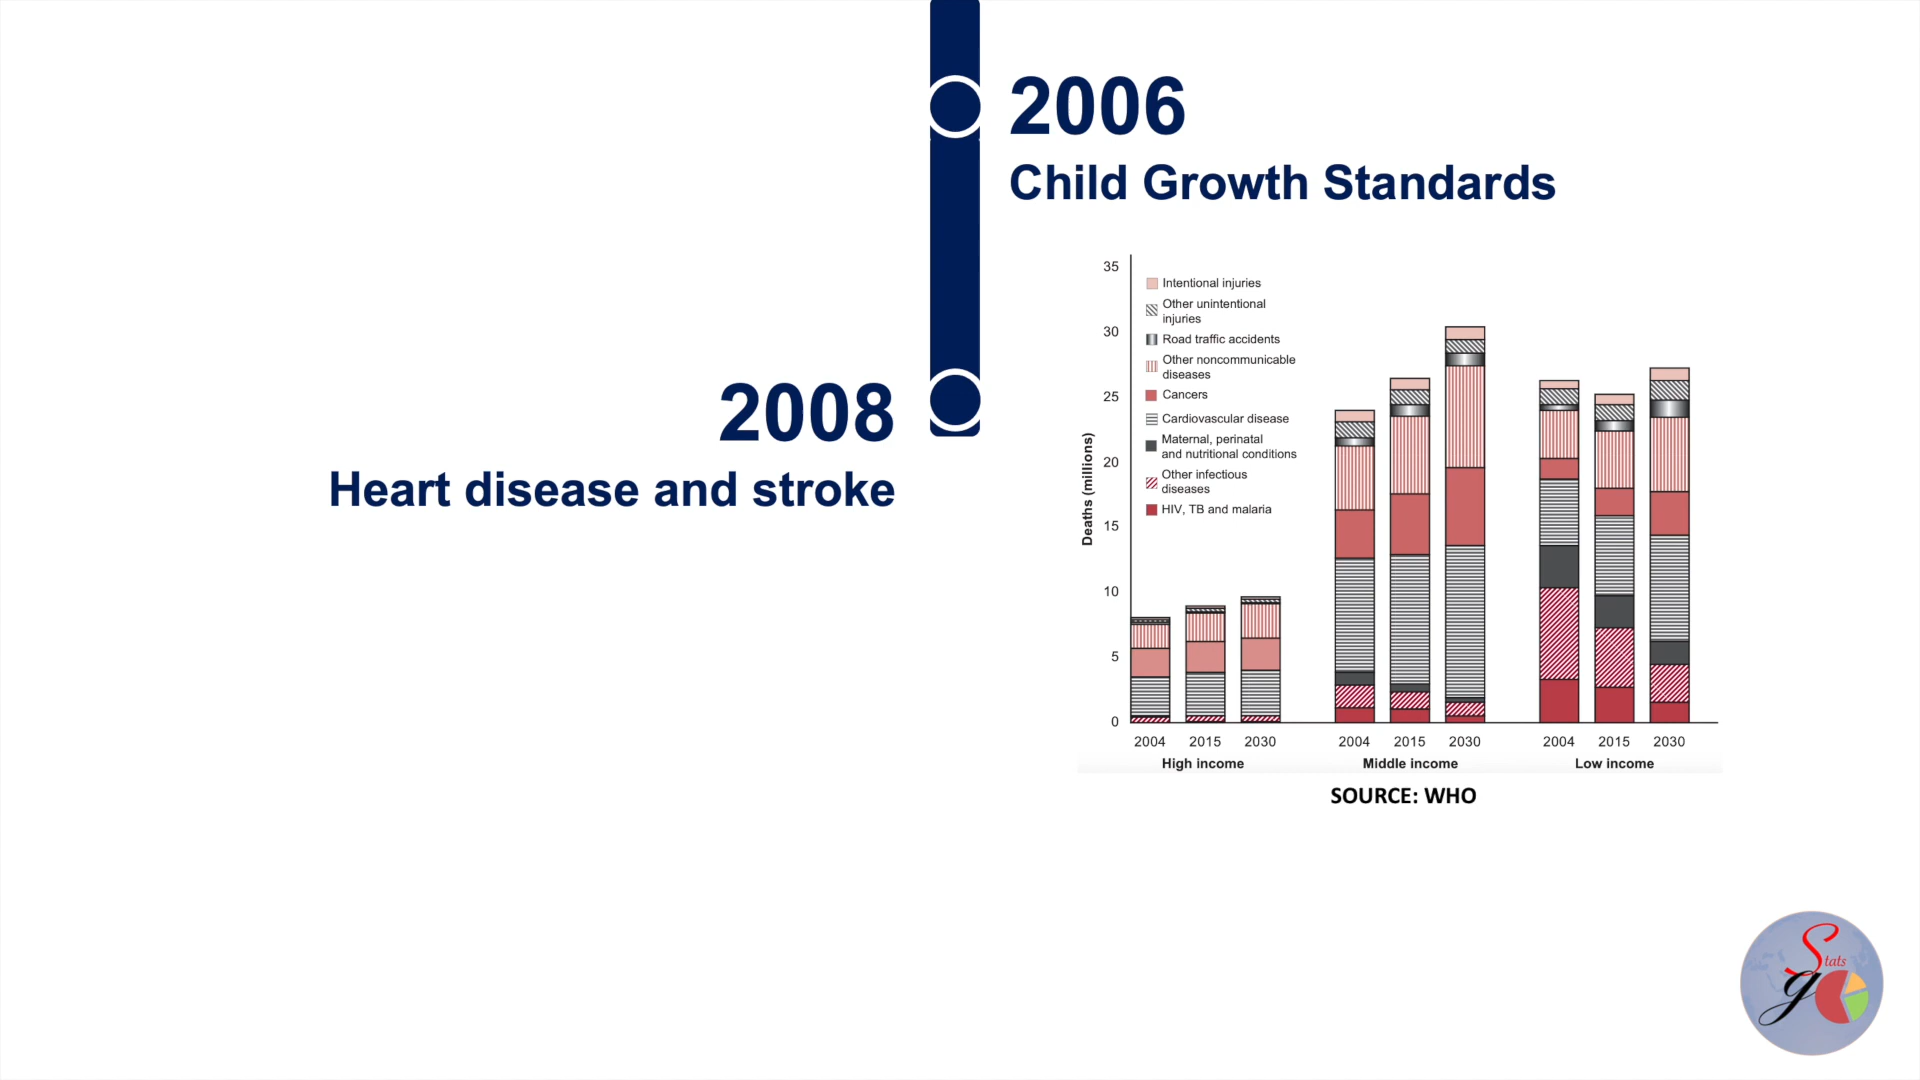 2006
Child Growth Standards
2008
Heart disease and stroke
Deaths (millions)
35
30
25
20
15
10
5
0
Intentional injuries
Other unintentional
injuries
Road traffic accidents
Other noncommunicable
diseases
Cancers
Cardiovascular disease
Maternal, perinatal
and nutritional conditions
Other infectious
diseases
HIV, TB and malaria
2004 2015 2030 2004 2015 2030 2004 2015 2030
High income Middle income Low income
SOURCE: WHO
Stats
g